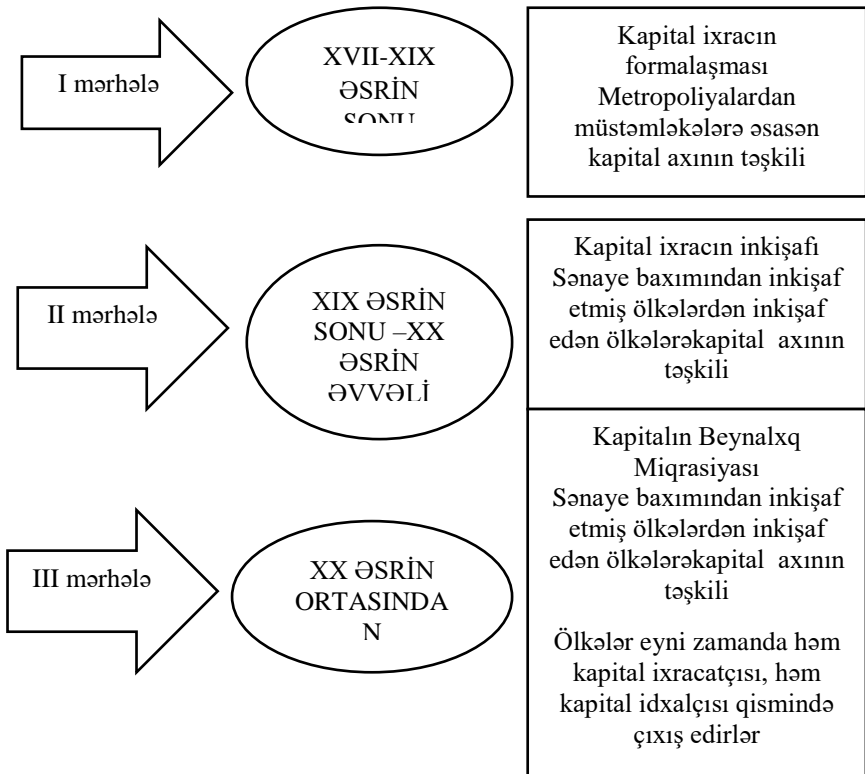 I mərhələ
XVII-XIX
ƏSRİN
SONU
Kapital ixracın
formalaşması
Metropoliyalardan
müstəmləkələrə əsasən
kapital axının təşkili
II mərhələ
XIX ƏSRİN
SONU –XX
ƏSRİN
ƏVVƏLİ
Kapital ixracın inkişafı
Sənaye baxımından inkişaf
etmiş ölkələrdən inkişaf
edən ölkələrəkapital axının
təşkili
III mərhələ
XX ƏSRİN
ORTASINDA
N
Kapitalın Beynalxq
Miqrasiyası
Sənaye baxımından inkişaf
etmiş ölkələrdən inkişaf
edən ölkələrəkapital axının
təşkili
Ölkələr eyni zamanda həm
kapital ixracatçısı, həm
kapital idxalçısı qismində
çıxış edirlər